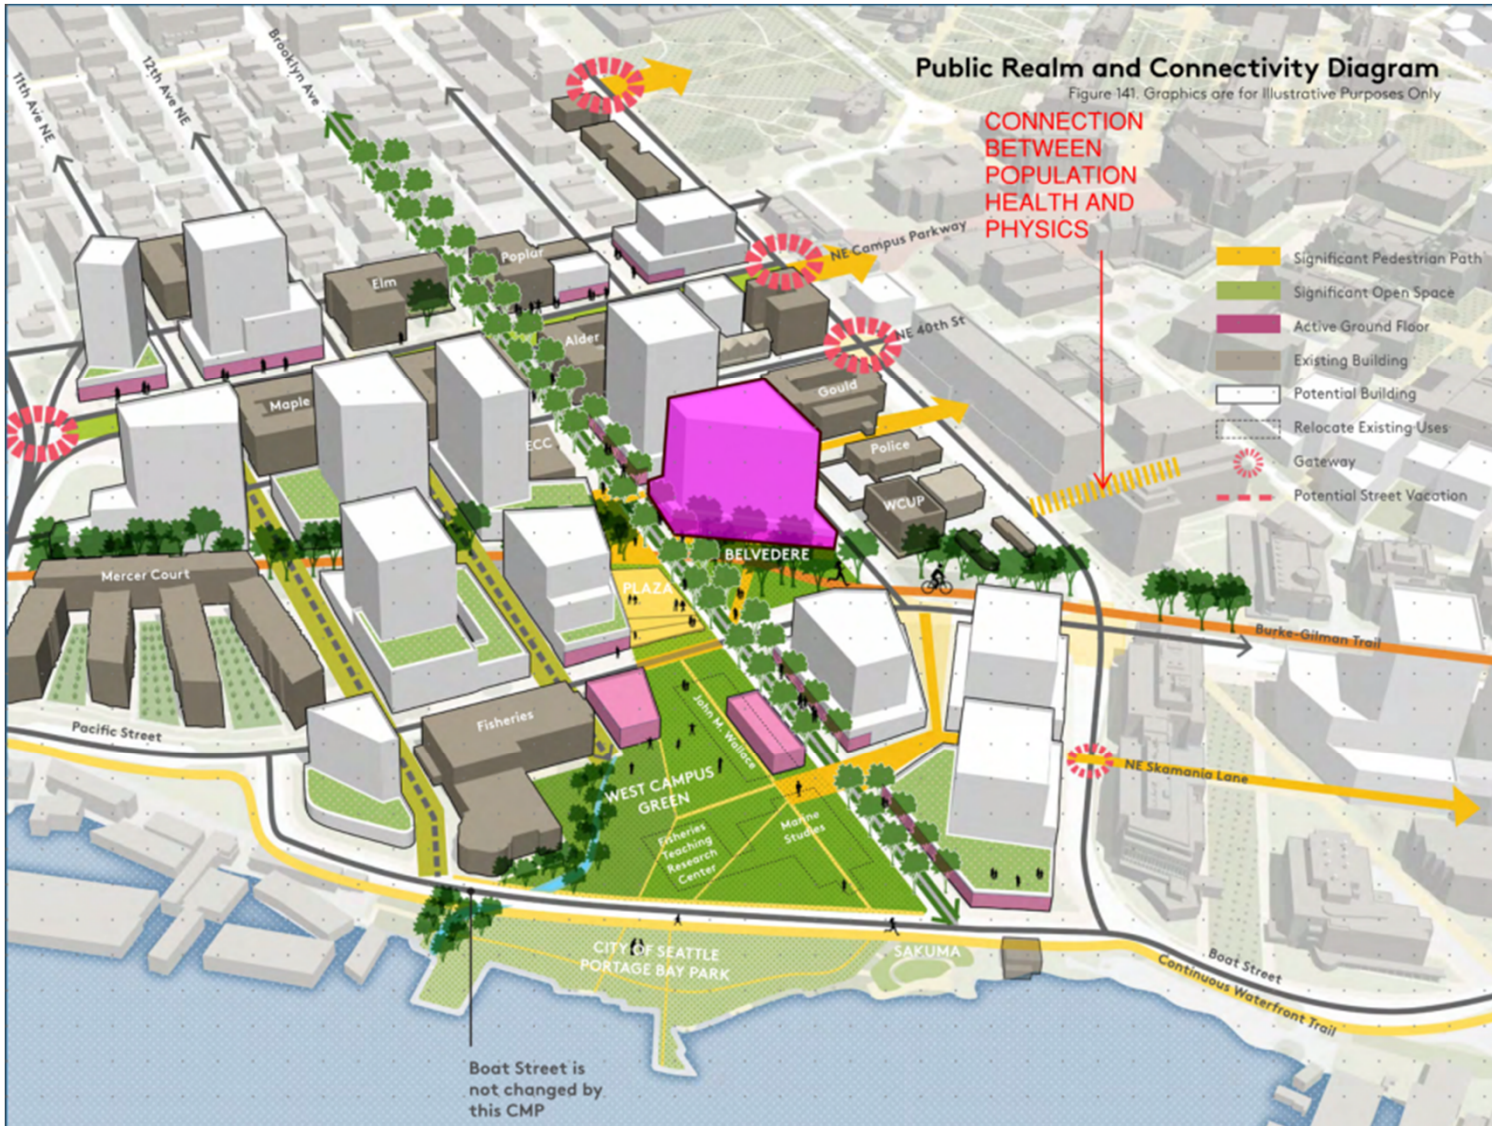 Public Realm and Connectivity Diagram
Figure 141. Graphics are for Illustrative Purposes Only
CONNECTION
BETWEEN
POPULATION
HEALTH AND
PHYSICS
11th Ave NE
12th Ave NE
Brooklyn Ave
NE Campus Parkway
NE 40th St
Significant Pedestrian Path
Significant Open Space
Active Ground Floor
Existing Building
Potential Building
Relocate Existing Uses
Gateway
Potential Street Vacation
Poplar
Elm
Alder
Maple
Gould
ECC
Police
WCUP
BELVEDERE
Mercer Court
PLAZA
Burke-Gilman Trail
Pacific Street
Fisheries
John M. Wallace
WEST CAMPUS
GREEN
NE Skamania Lane
Fisheries
Teaching
Research
Center
Marine
Studies
CITY OF SEATTLE
PORTAGE BAY PARK
SAKUMA
Boat Street
Continuous Waterfront Trail
Boat Street is
not changed by
this CMP